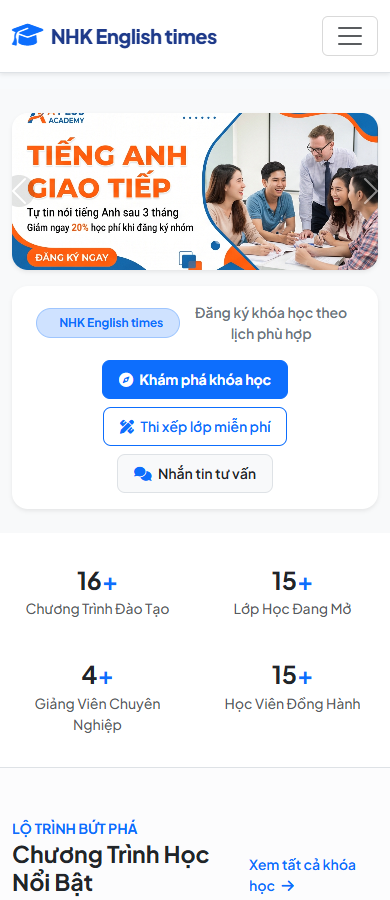 NHK English times
ACADEMY
TIẾNG ANH
GIAO TIẾP
Tự tin nói tiếng Anh sau 3 tháng
Giảm ngay 20% học phí khi đăng ký nhóm
ĐĂNG KÝ NGAY
NHK English times
Đăng ký khóa học theo
lịch phù hợp
Khám phá khóa học
Thi xếp lớp miễn phí
Nhắn tin tư vấn
16+
Chương Trình Đào Tạo
15+
Lớp Học Đang Mở
4+
Giảng Viên Chuyên
Nghiệp
15+
Học Viên Đồng Hành
LỘ TRÌNH BỨT PHÁ
Chương Trình Học
Nổi Bật
Xem tất cả khóa
học →